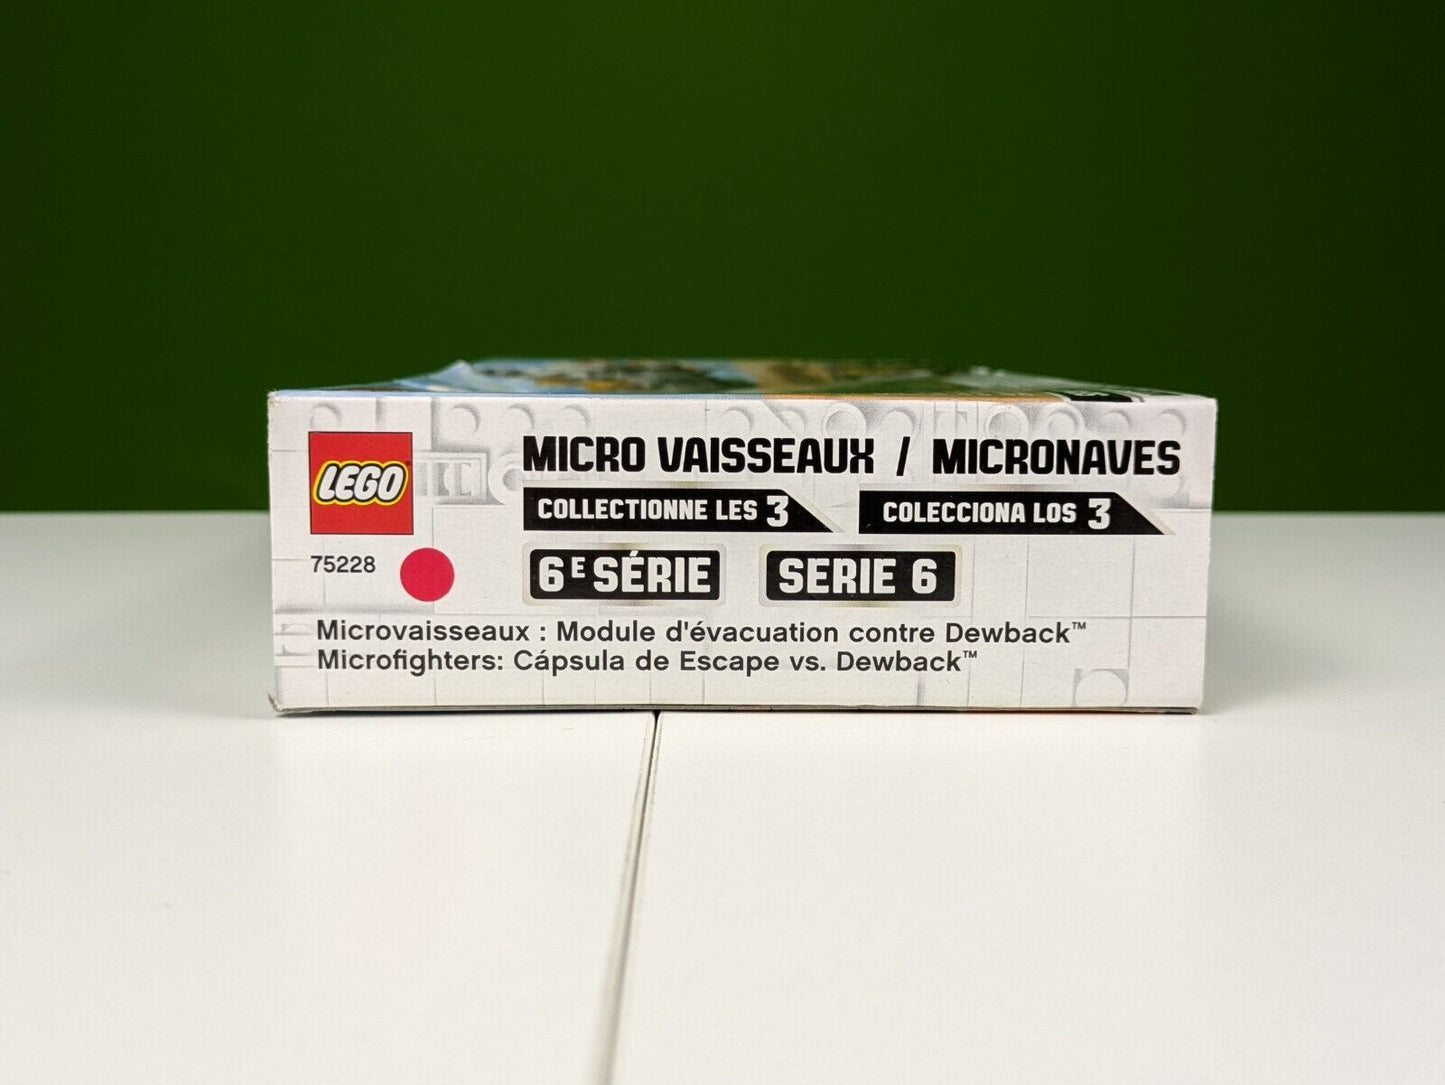 LEGO
MICRO VAISSEAUX / MICRONAVES
COLLECTIONNE LES 3
COLECCIONA LOS 3
75228
6E SÉRIE
SERIE 6
Microvaisseaux : Module d'évacuation contre Dewback™
Microfighters: Cápsula de Escape vs. Dewback™